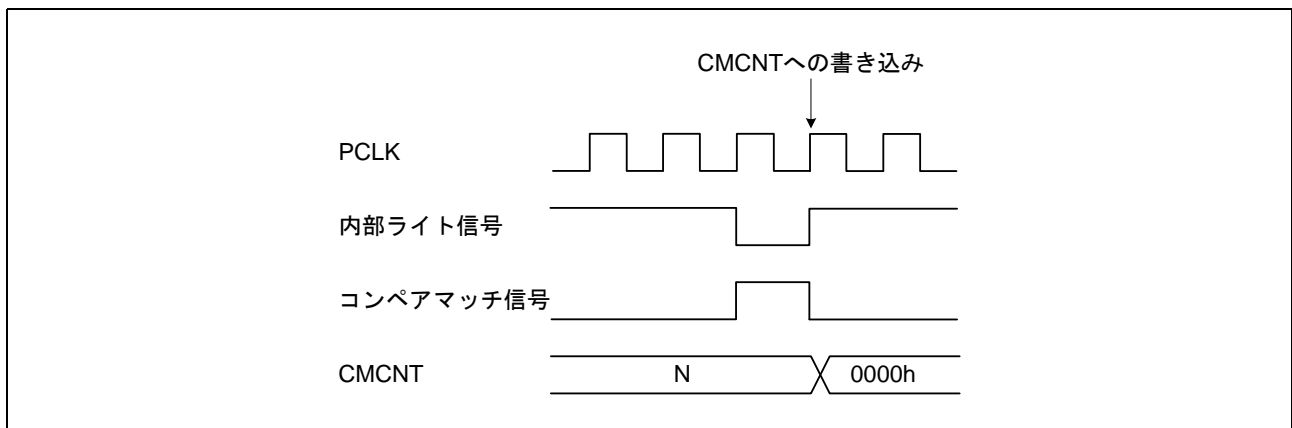 CMCNTへの書き込み
PCLK
内部ライト信号
コンペアマッチ信号
CMCNT
N
0000h